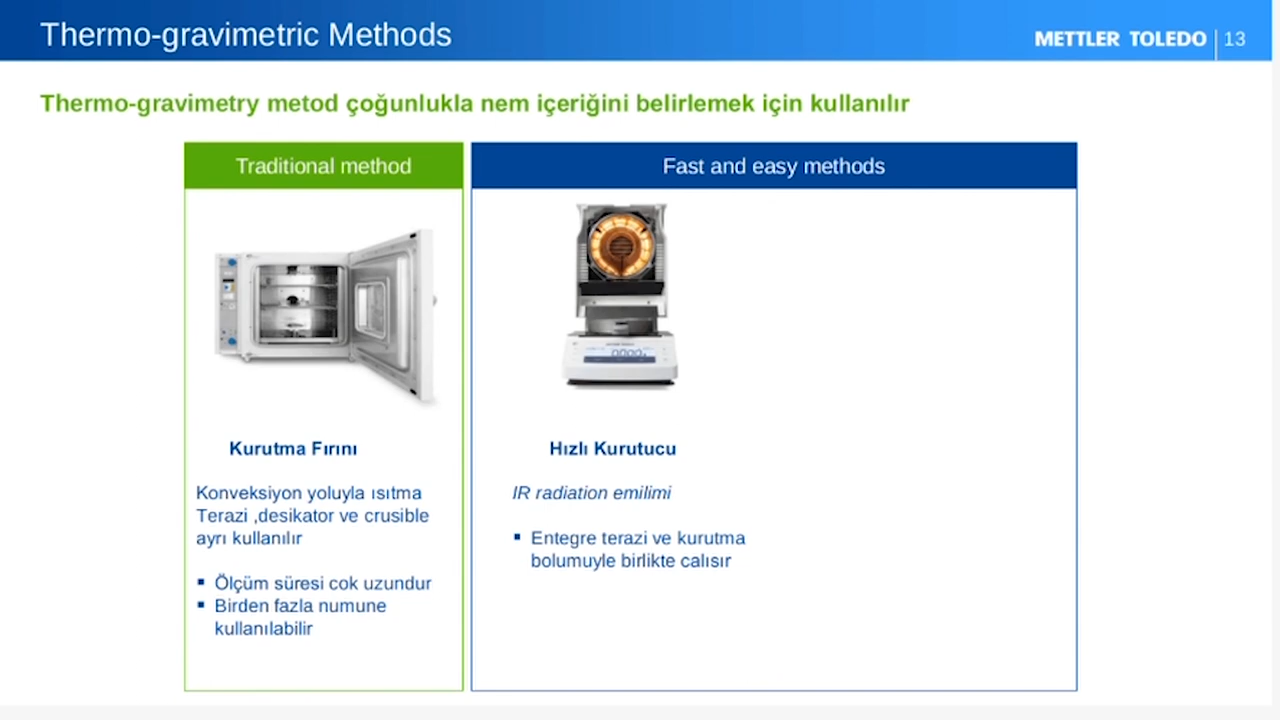 Thermo-gravimetric Methods
METTLER TOLEDO 13
Thermo-gravimetry metod çoğunlukla nem içeriğini belirlemek için kullanılır
Traditional method
Kurutma Fırını
Konveksiyon yoluyla ısıtma
Terazi ,desikator ve crusible
ayrı kullanılır
▪ Ölçüm süresi cok uzundur
▪ Birden fazla numune
kullanılabilir
Fast and easy methods
Hızlı Kurutucu
IR radiation emilimi
▪ Entegre terazi ve kurutma
bolumuyle birlikte calısır